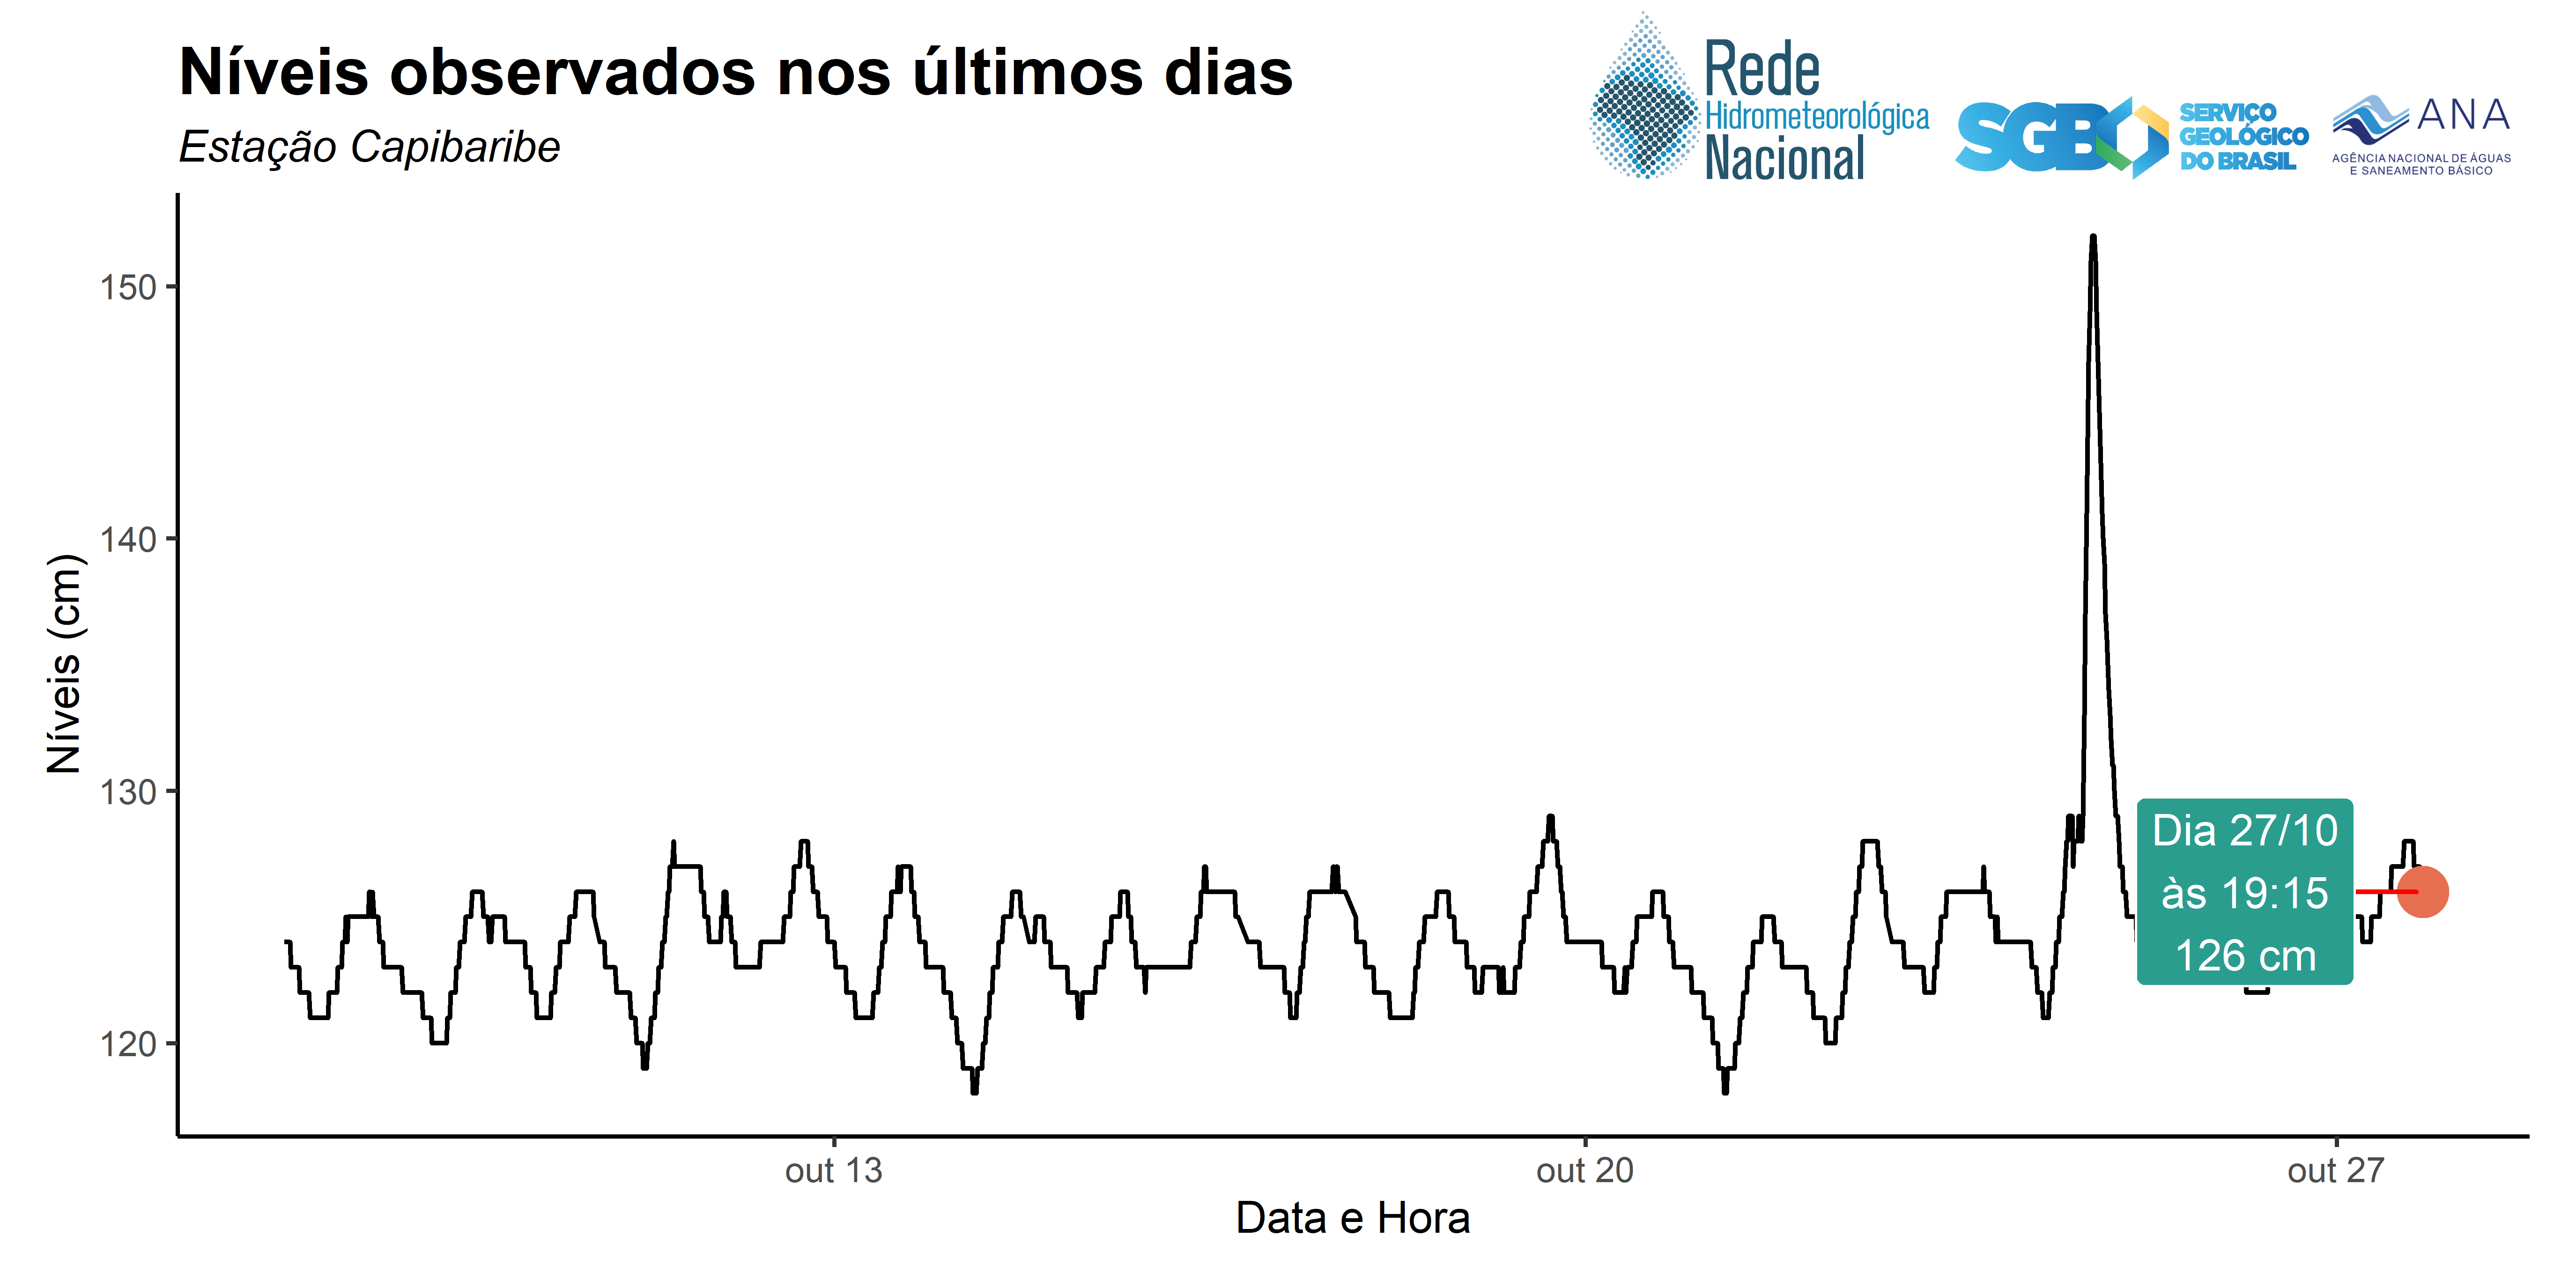 Níveis observados nos últimos dias
Estação Capibaribe
Rede
Hidrometeorológica
Nacional
SGB
SERVIÇO
GEOLÓGICO
DO BRASIL
ANA
AGÊNCIA NACIONAL DE ÁGUAS
E SANEAMENTO BÁSICO
Níveis (cm)
150
140
130
120
Dia 27/10
às 19:15
126 cm
out 13
out 20
out 27
Data e Hora